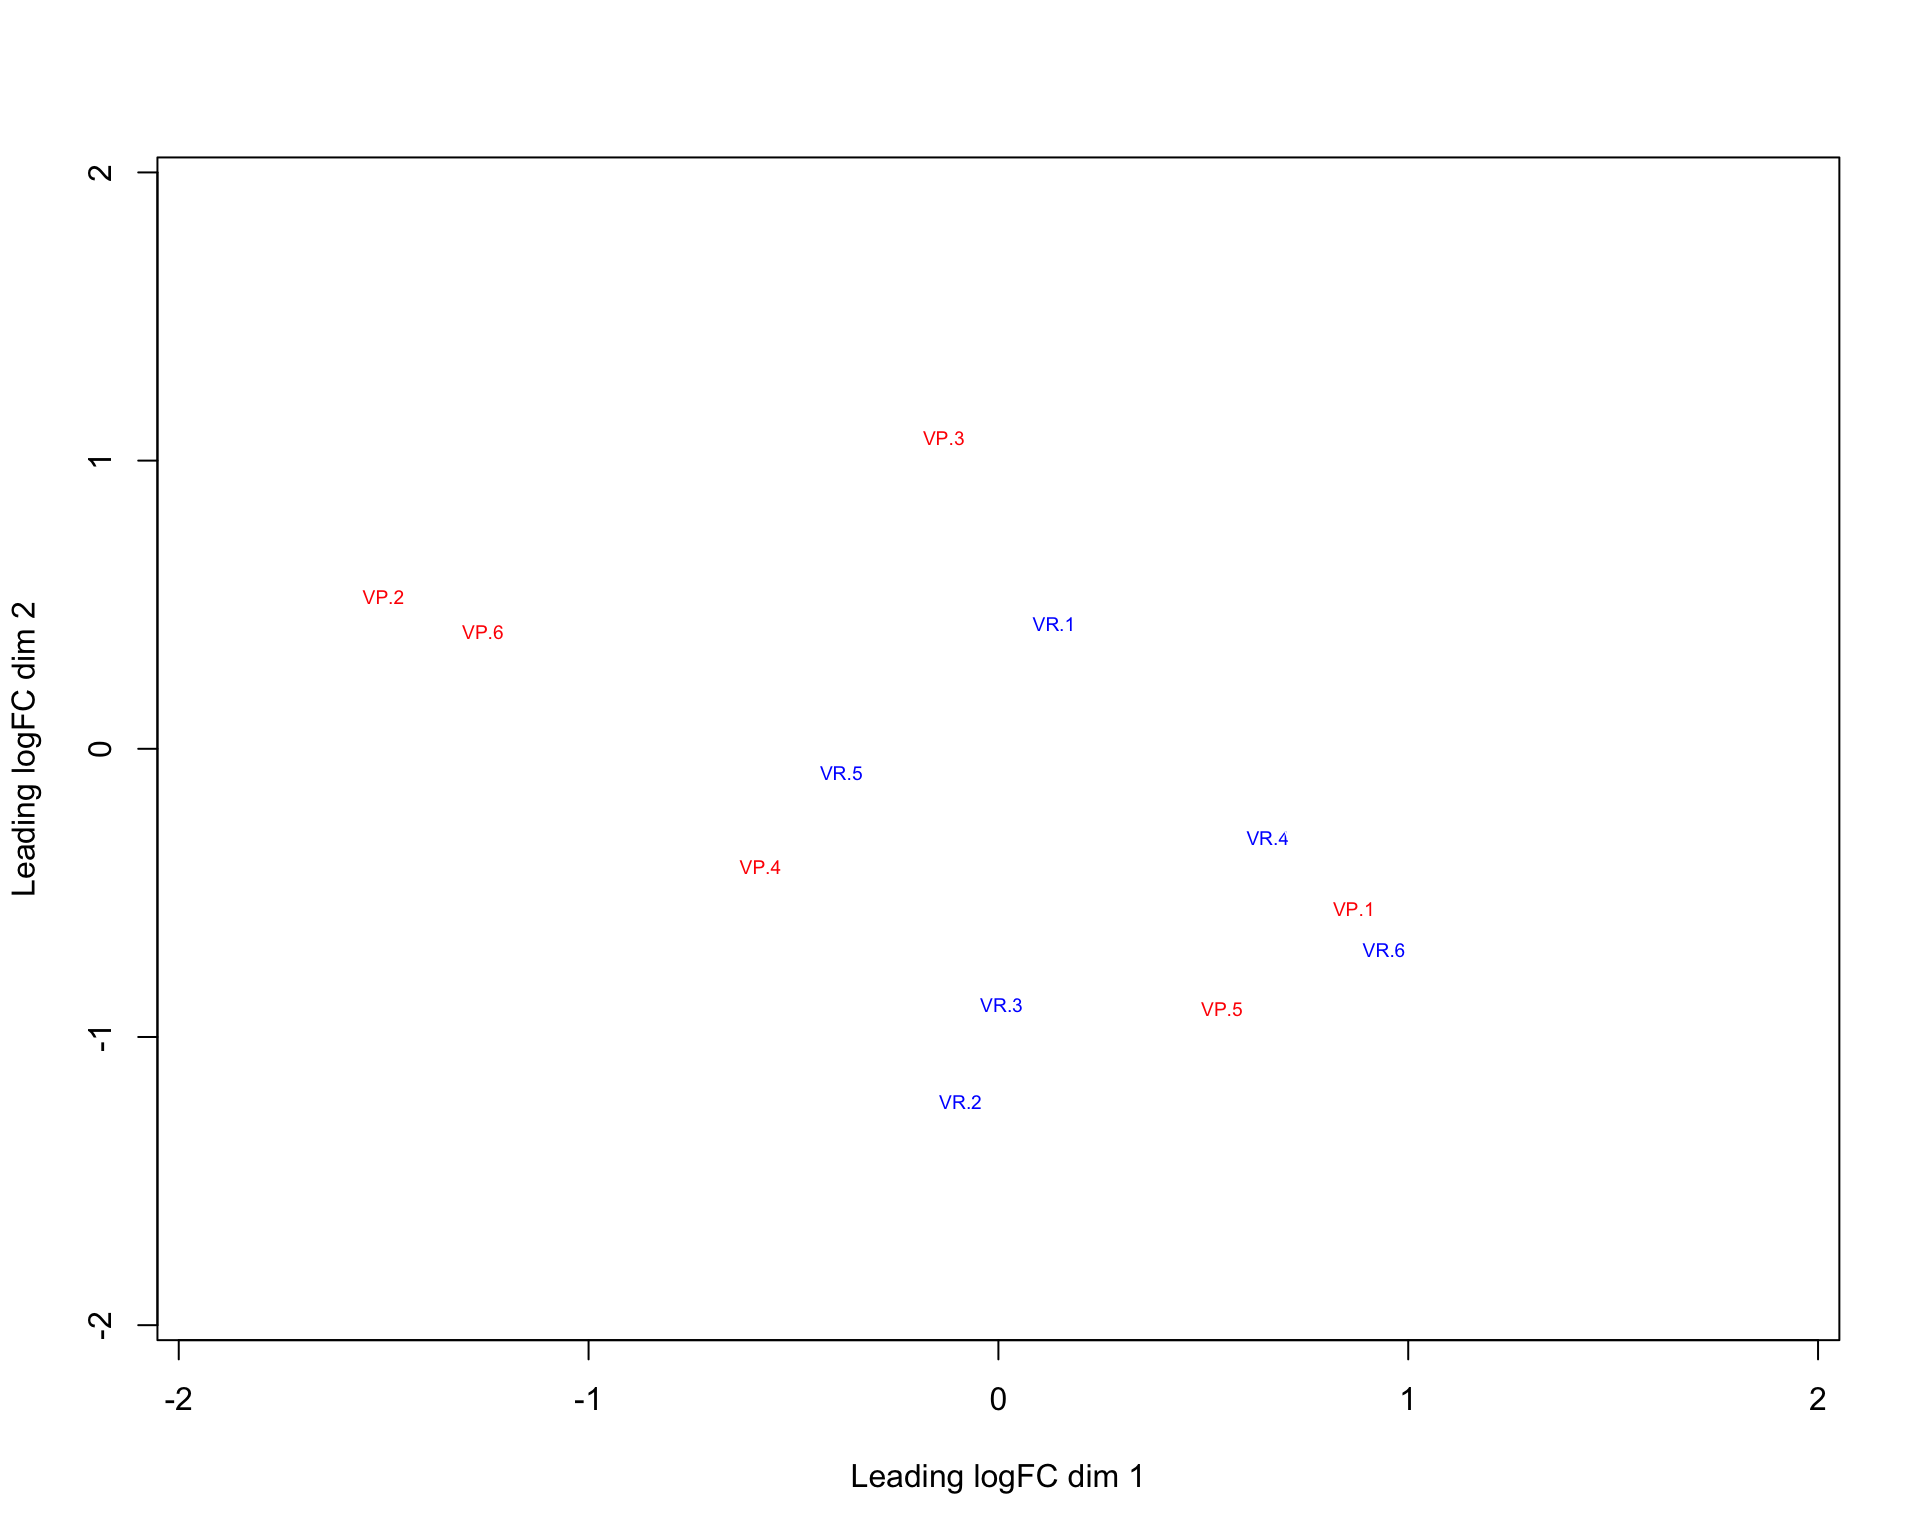 2
1
0
-1
-2
Leading logFC dim 2
VP.3
VP.2
VR.1
VP.6
VR.5
VR.4
VP.4
VP.1
VR.6
VR.3
VP.5
VR.2
-2 -1 0 1 2
Leading logFC dim 1